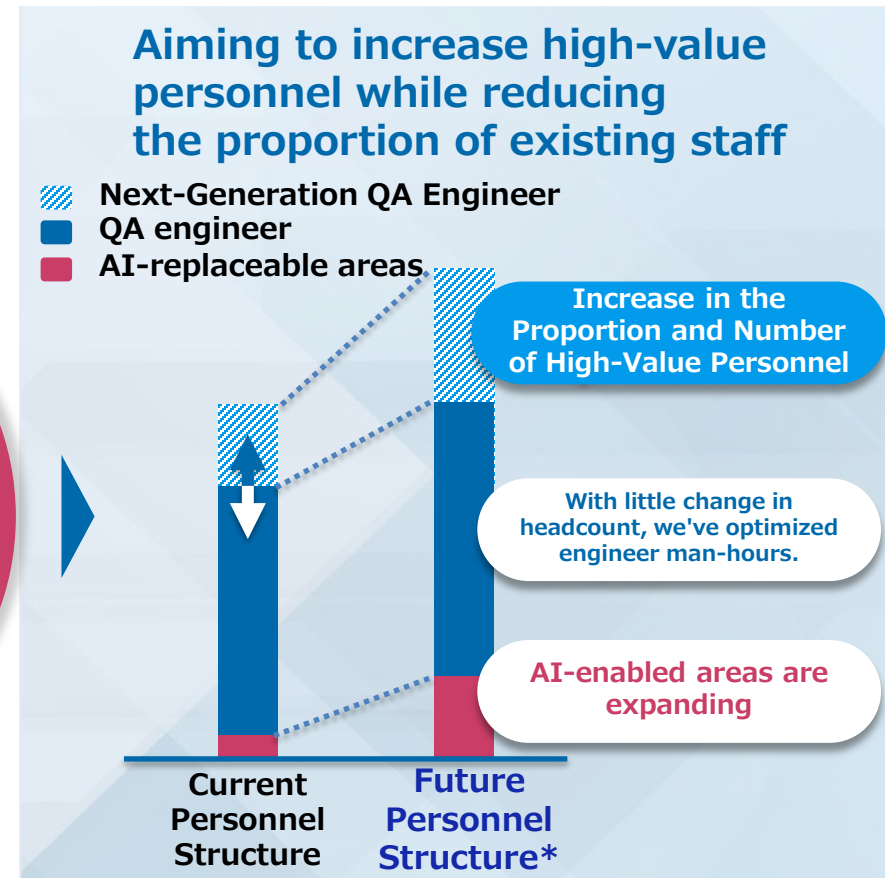 Aiming to increase high-value
personnel while reducing
the proportion of existing staff
Next-Generation QA Engineer
QA engineer
AI-replaceable areas
Increase in the
Proportion and Number
of High-Value Personnel
With little change in
headcount, we've optimized
engineer man-hours.
AI-enabled areas are
expanding
Current
Personnel
Structure
Future
Personnel
Structure*